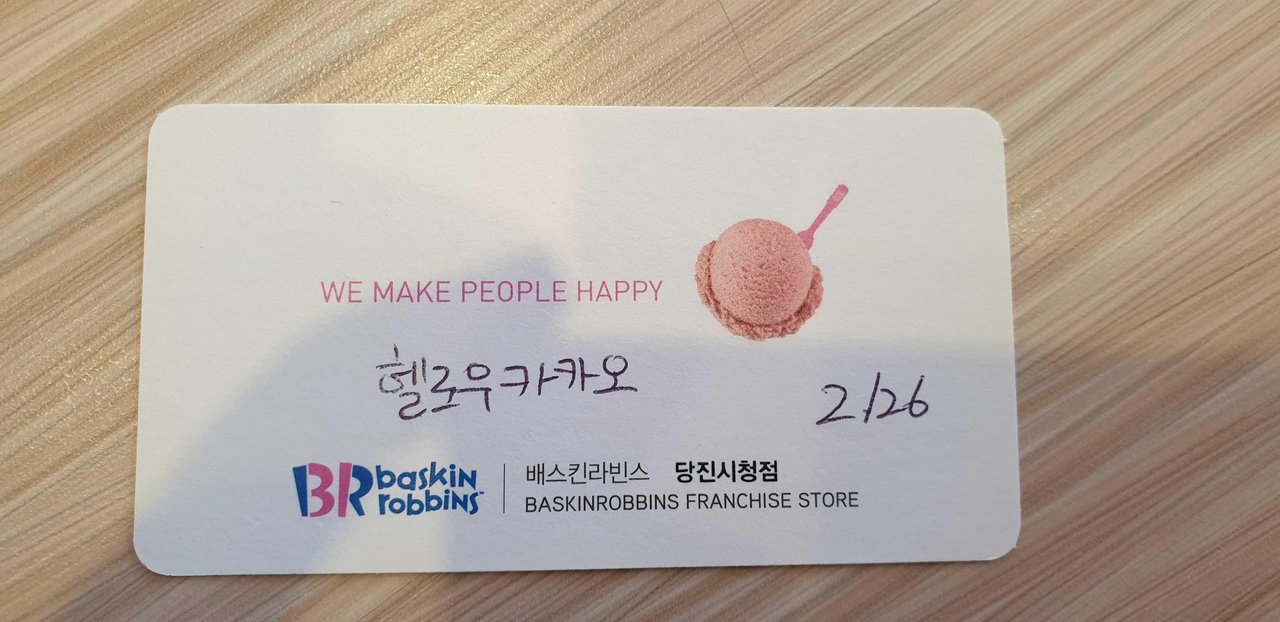 WE MAKE PEOPLE HAPPY
헬로우카카오 2/26
BR baskin robbins™ 배스킨라빈스 당진시청점
BASKINROBBINS FRANCHISE STORE